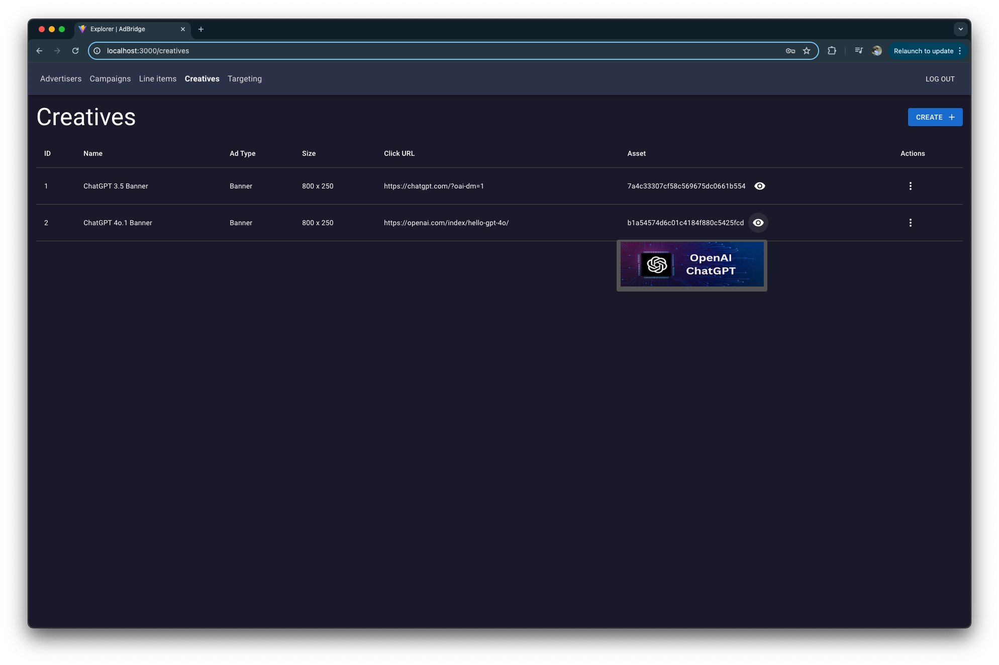 Explorer | AdBridge
localhost:3000/creatives
Relaunch to update
Advertisers Campaigns Line items Creatives Targeting LOG OUT
Creatives
CREATE +
ID Name Ad Type Size Click URL Asset Actions
1 ChatGPT 3.5 Banner Banner 800 x 250 https://chatgpt.com/?oai-dm=1 7a4c33307cf58c569675dc0661b554
2 ChatGPT 4o.1 Banner Banner 800 x 250 https://openai.com/index/hello-gpt-4o/ b1a54574d6c01c4184f880c5425fcd
OpenAI
ChatGPT